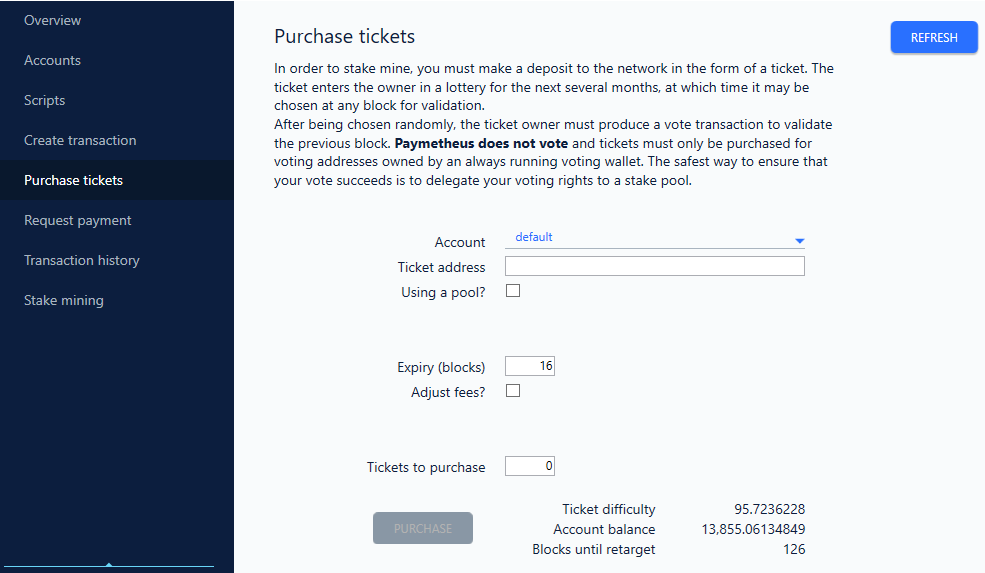 Overview
Accounts
Scripts
Create transaction
Purchase tickets
Request payment
Transaction history
Stake mining
Purchase tickets
REFRESH
In order to stake mine, you must make a deposit to the network in the form of a ticket. The
ticket enters the owner in a lottery for the next several months, at which time it may be
chosen at any block for validation.
After being chosen randomly, the ticket owner must produce a vote transaction to validate
the previous block. Paymetheus does not vote and tickets must only be purchased for
voting addresses owned by an always running voting wallet. The safest way to ensure that
your vote succeeds is to delegate your voting rights to a stake pool.
Account default
Ticket address
Using a pool?
Expiry (blocks) 16
Adjust fees?
Tickets to purchase 0
PURCHASE
Ticket difficulty 95.7236228
Account balance 13,855.06134849
Blocks until retarget 126